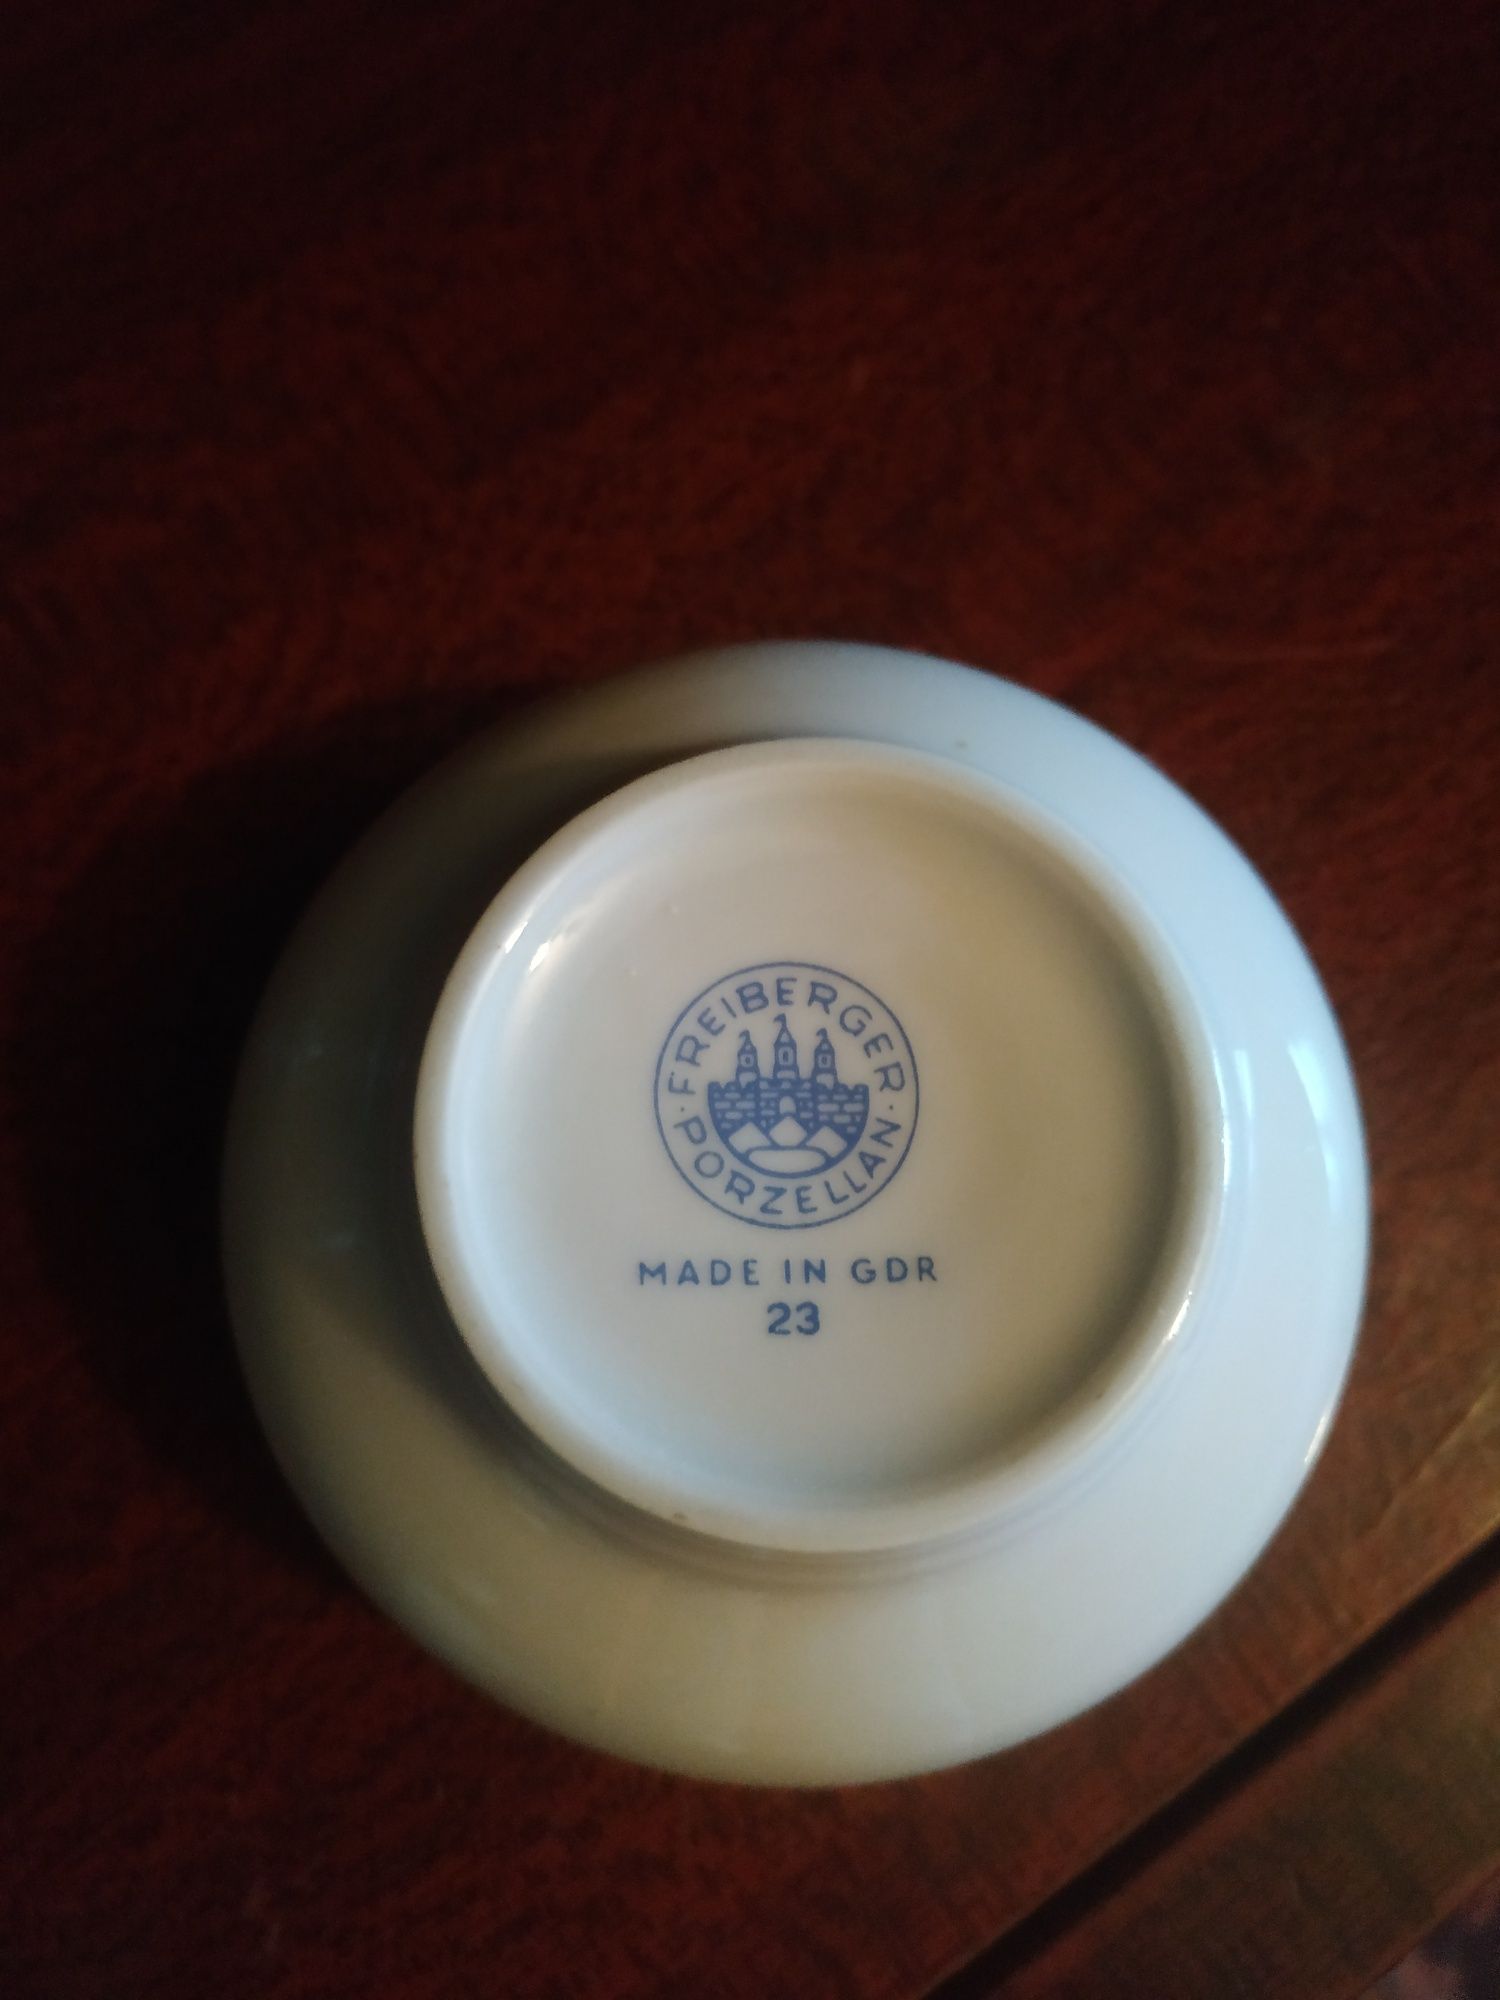 FREIBERGER
PORZELLAN
MADE IN GDR
23